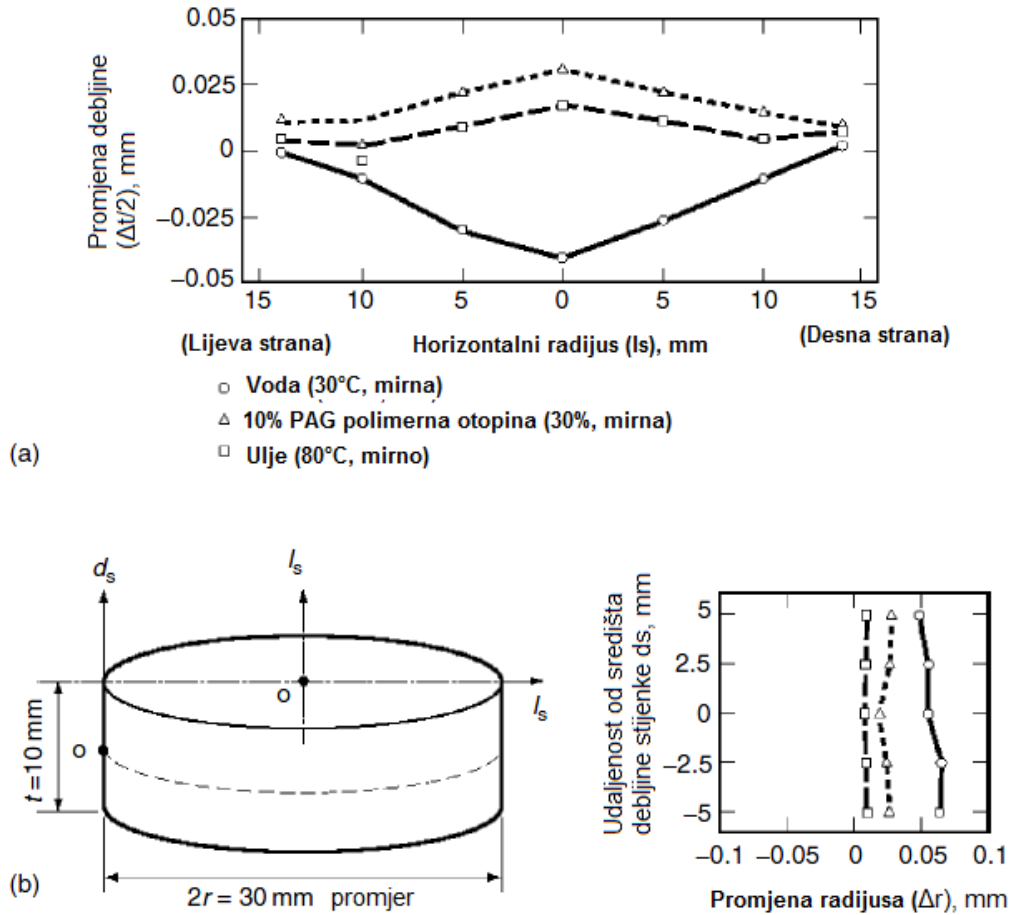 0.05
0.025
0
−0.025
−0.05
Promjena debljine
(Δt/2), mm
15 10 5 0 5 10 15
(Lijeva strana) Horizontalni radijus (ls), mm (Desna strana)
Voda (30°C, mirna)
10% PAG polimerna otopina (30%, mirna)
Ulje (80°C, mirno)
(a)
ds
ls
o
ls
o
t = 10 mm
2r = 30 mm promjer
(b)
Udaljenost od središta
debljine stijenke ds, mm
5
2.5
0
−2.5
−5
−0.1 −0.05 0 0.05 0.1
Promjena radijusa (Δr), mm